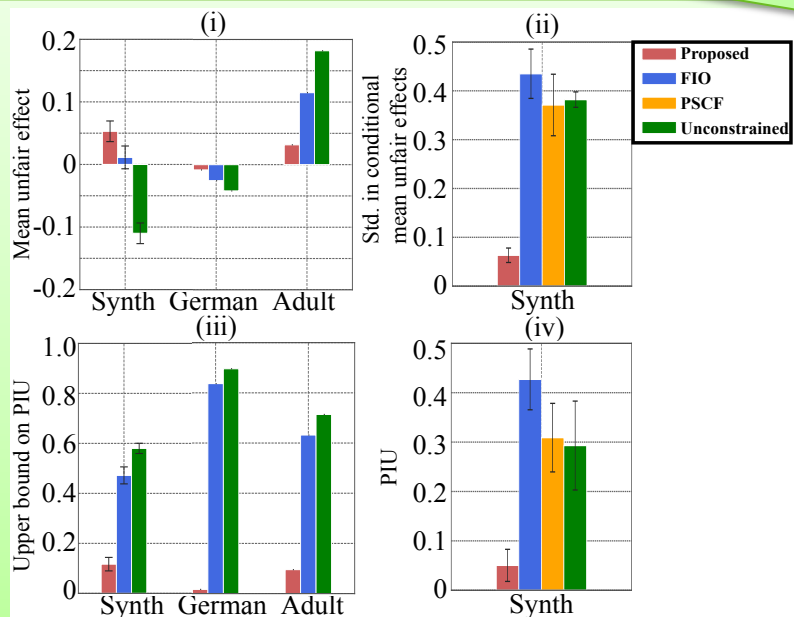 (i)
Mean unfair effect
0.2
0.1
0
-0.1
-0.2
Synth German Adult
(ii)
Std. in conditional
mean unfair effects
0.5
0.4
0.3
0.2
0.1
0
Synth
Proposed
FIO
PSCF
Unconstrained
(iii)
Upper bound on PIU
1.0
0.8
0.6
0.4
0.2
0
Synth German Adult
(iv)
PIU
0.5
0.4
0.3
0.2
0.1
0
Synth